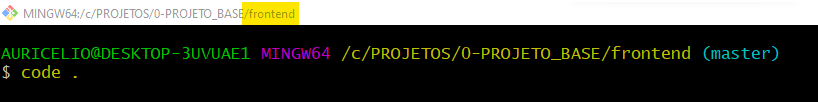 MINGW64:/c/PROJETOS/0-PROJETO_BASE/frontend
AURICELIO@DESKTOP-3UVUAE1 MINGW64 /c/PROJETOS/0-PROJETO_BASE/frontend (master)
$ code .